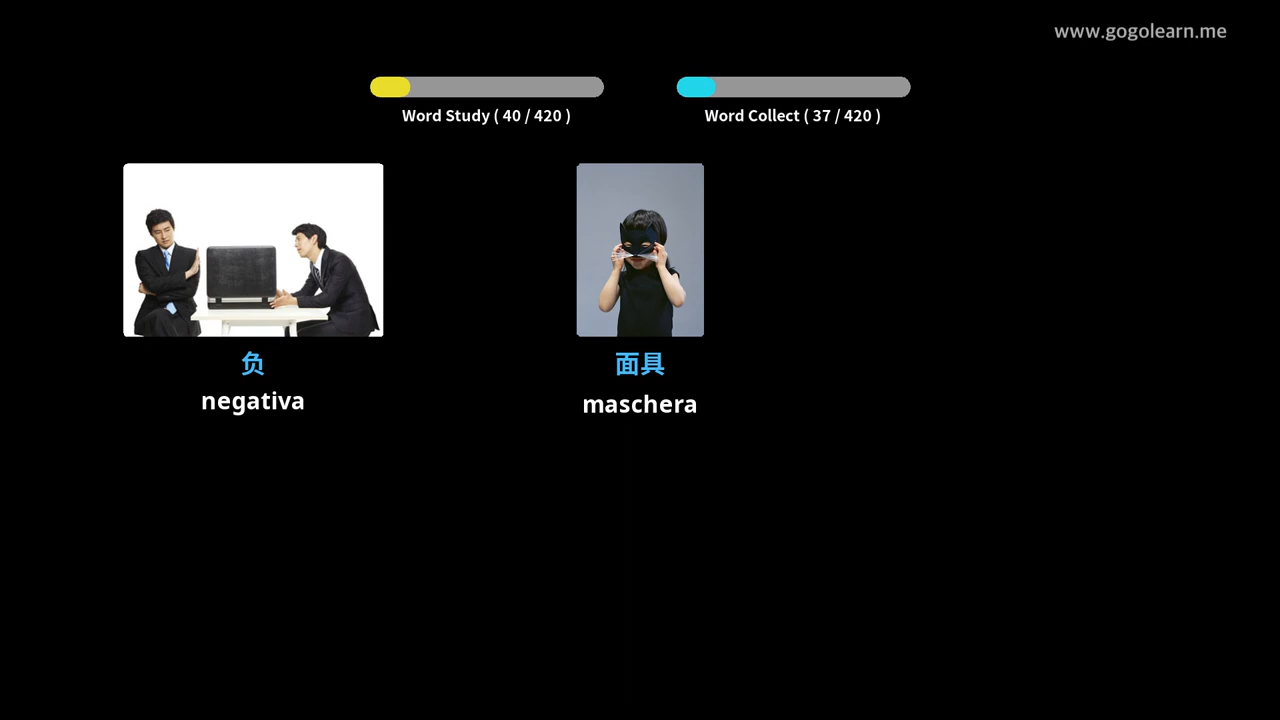 www.gogolearn.me
Word Study ( 40 / 420 )
Word Collect ( 37 / 420 )
负
negativa
面具
maschera